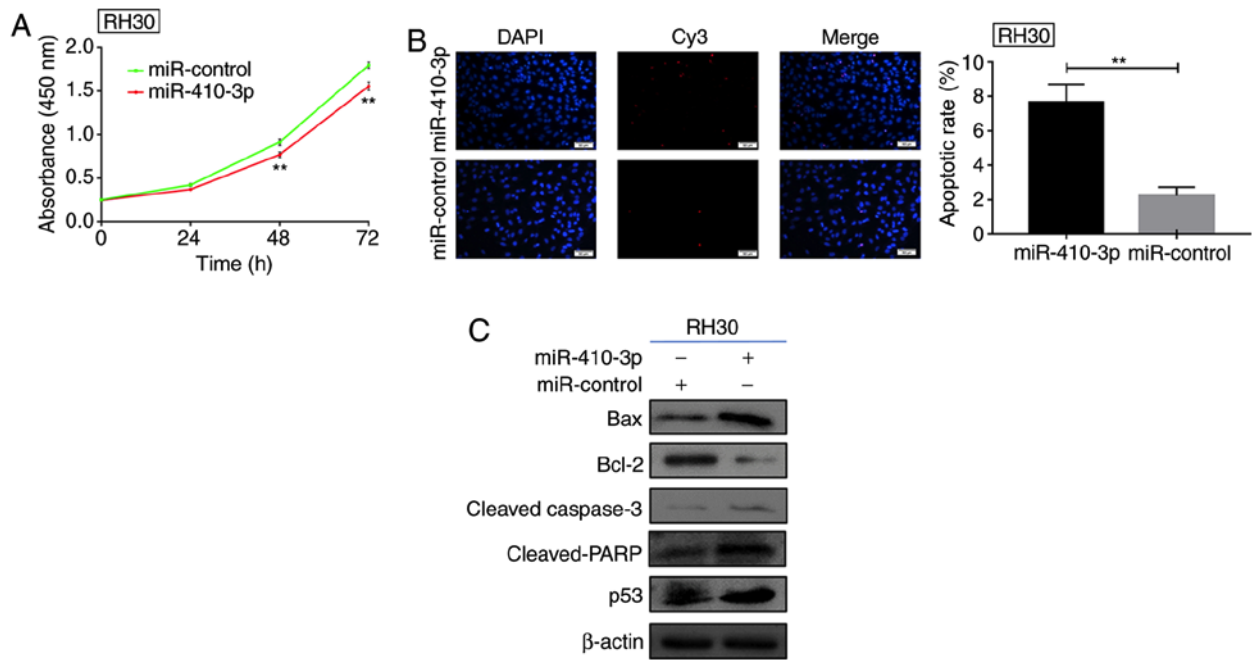 A
RH30
2.0
1.5
1.0
0.5
0.0
Absorbance (450 nm)
miR-control
miR-410-3p
**
**
0 24 48 72
Time (h)
B
DAPI Cy3 Merge
miR-410-3p
miR-control
RH30
**
10
8
6
4
2
0
Apoptotic rate (%)
miR-410-3p miR-control
C
RH30
miR-410-3p − +
miR-control + −
Bax
Bcl-2
Cleaved caspase-3
Cleaved-PARP
p53
β-actin